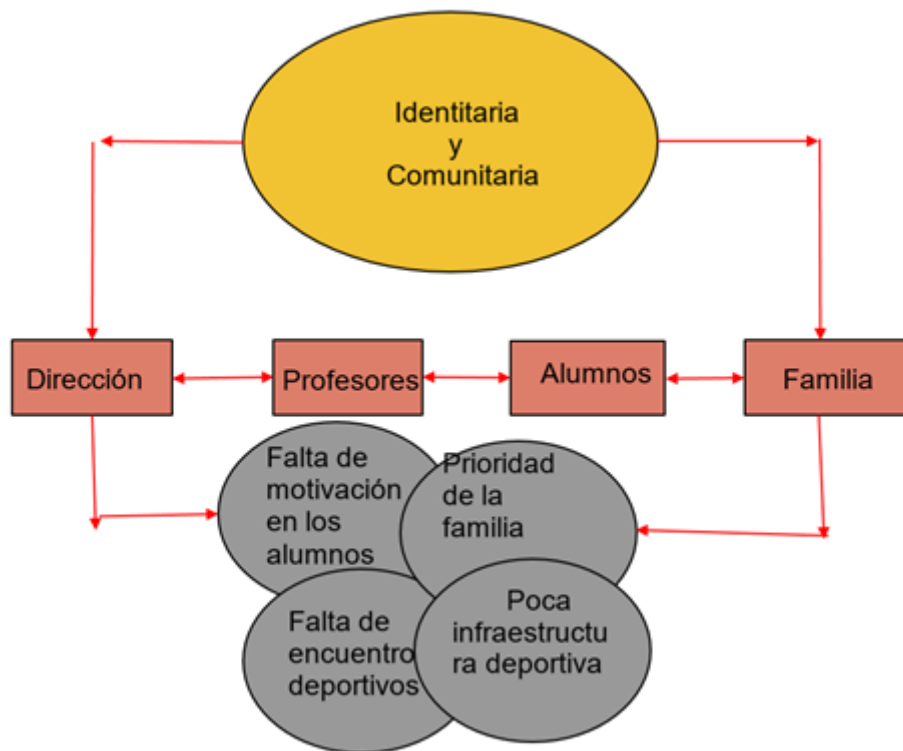 Identitaria
y
Comunitaria
Dirección
Profesores
Alumnos
Familia
Falta de
motivación
en los
alumnos
Prioridad
de la
familia
Falta de
encuentro
deportivos
Poca
infraestructu
ra deportiva